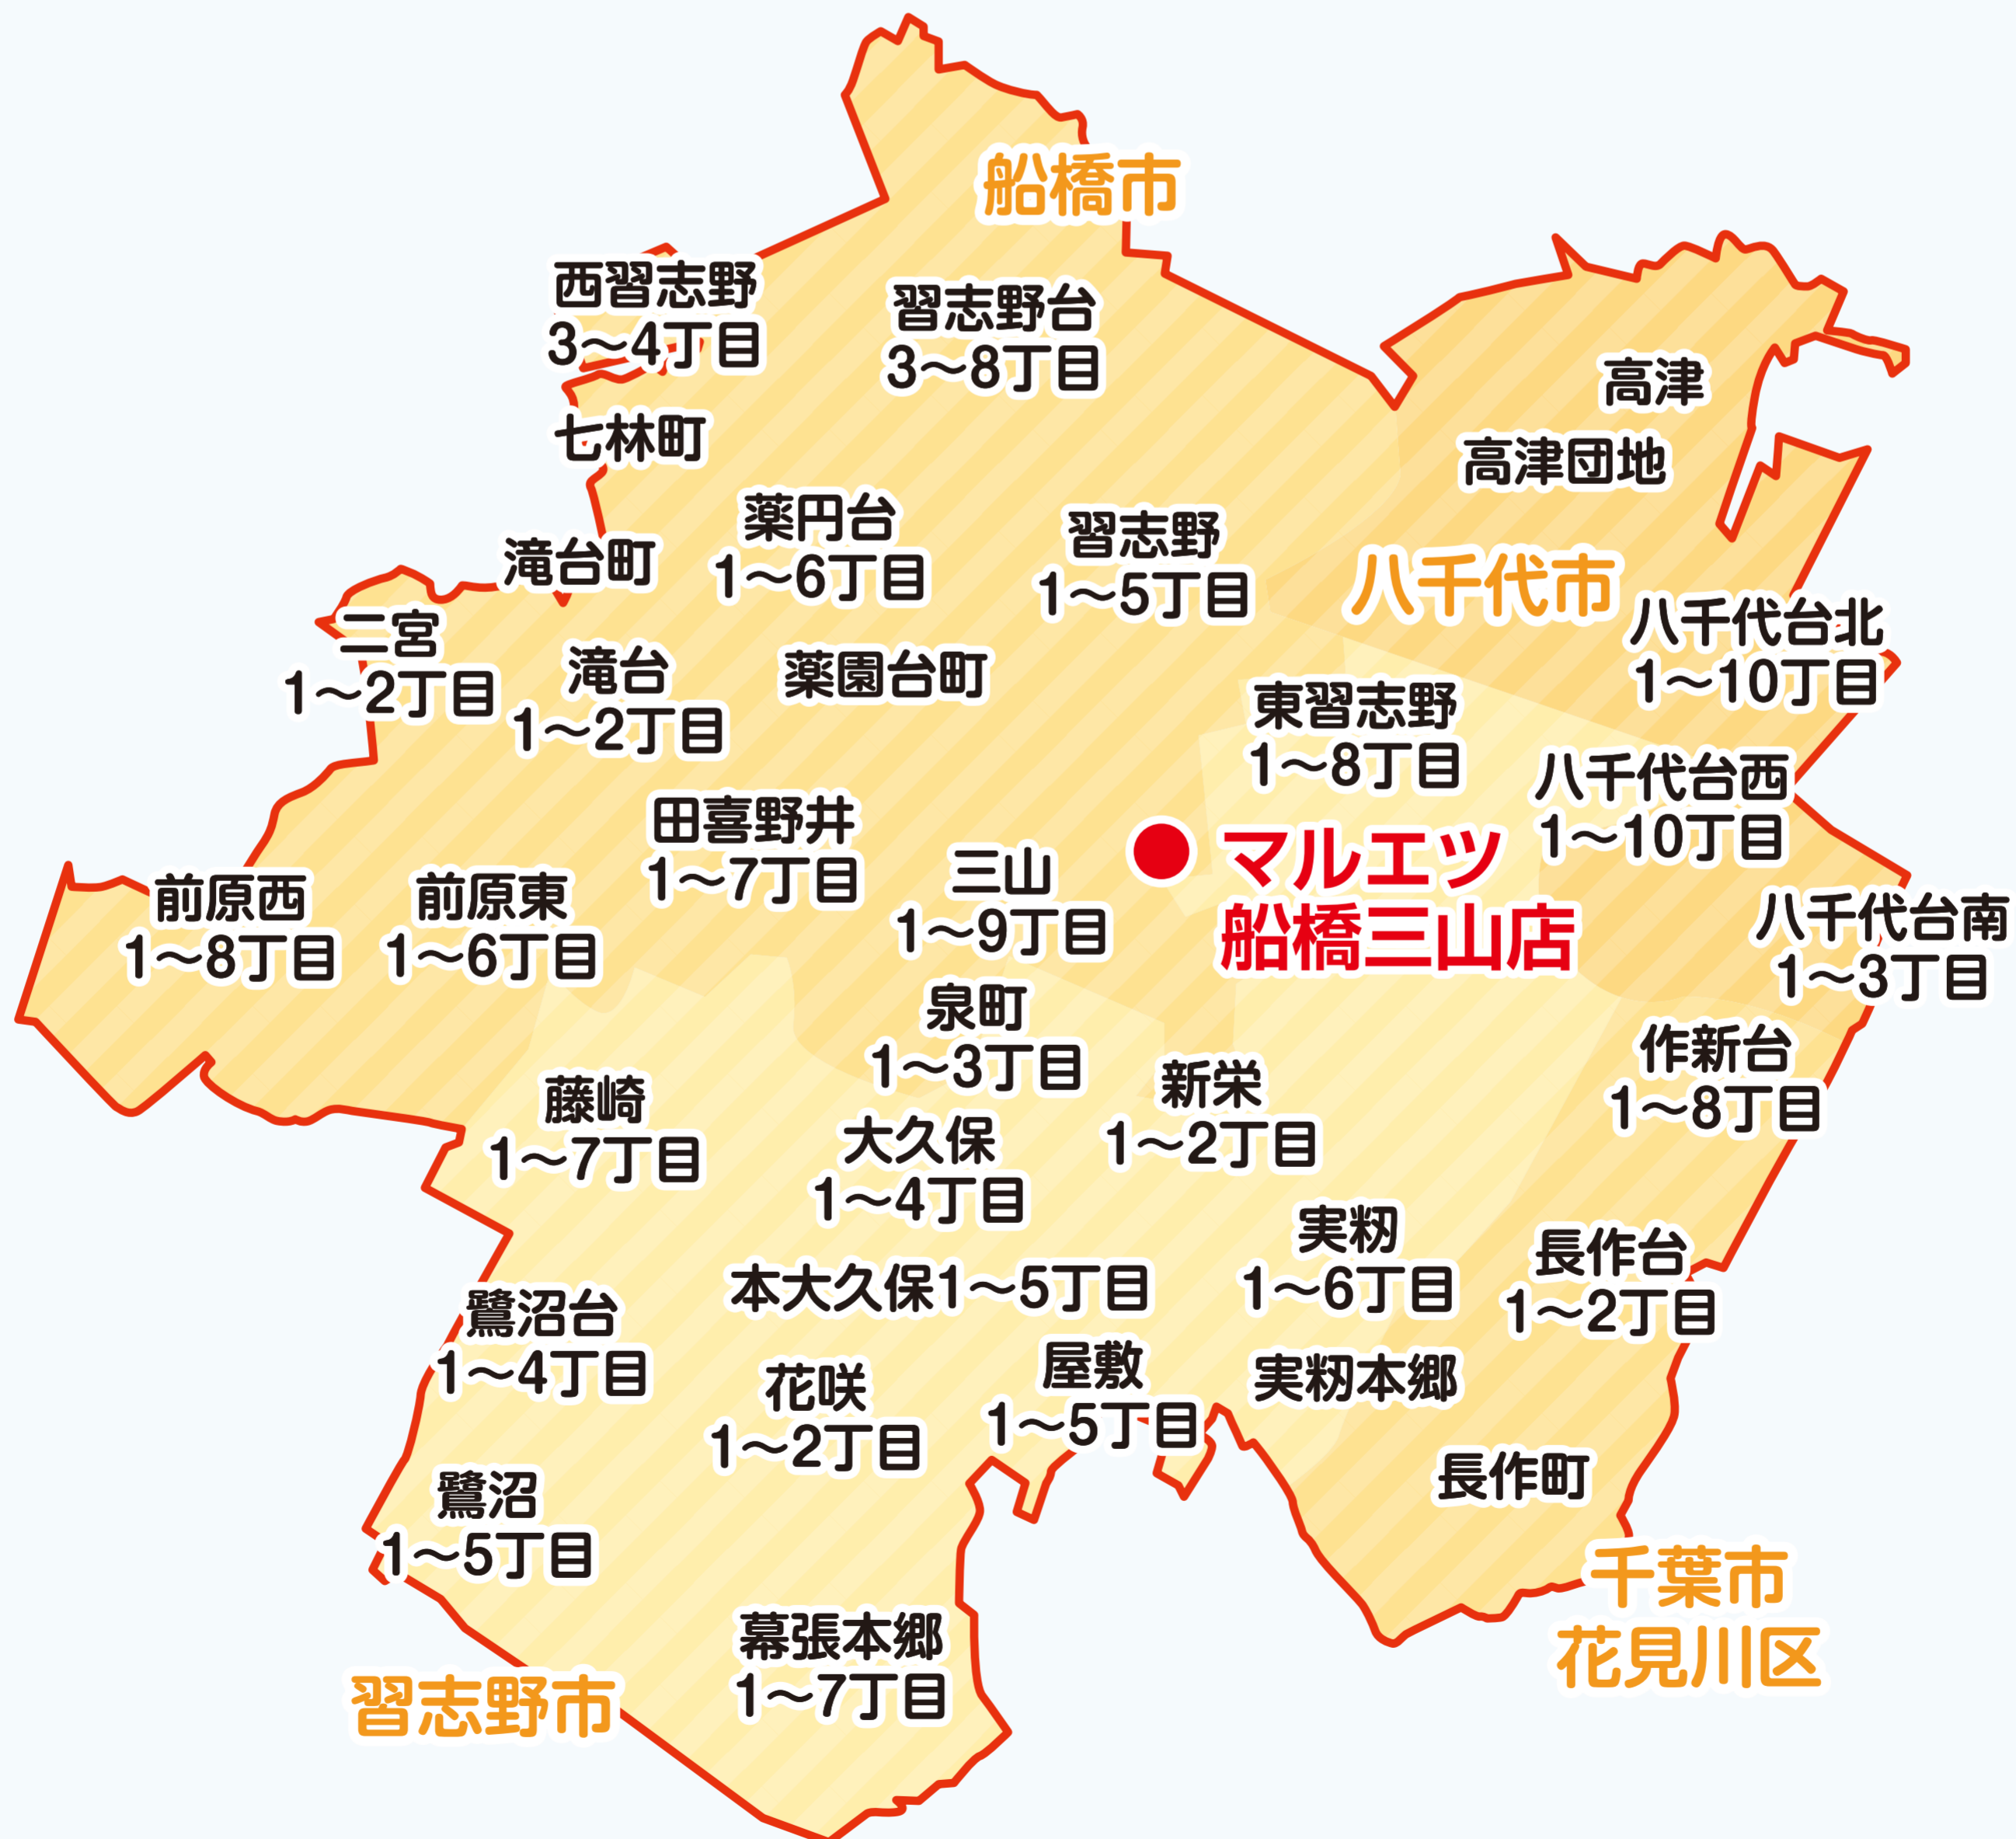 船橋市
西習志野
3～4丁目
習志野台
3～8丁目
高津
七林町
高津団地
薬円台
1～6丁目
習志野
1～5丁目
滝台町
八千代市
八千代台北
1～10丁目
二宮
1～2丁目
滝台
1～2丁目
薬園台町
東習志野
1～8丁目
八千代台西
1～10丁目
田喜野井
1～7丁目
三山
1～9丁目
マルエツ
船橋三山店
前原西
1～8丁目
前原東
1～6丁目
八千代台南
1～3丁目
泉町
1～3丁目
作新台
1～8丁目
藤崎
1～7丁目
新栄
1～2丁目
大久保
1～4丁目
実籾
1～6丁目
長作台
1～2丁目
本大久保1～5丁目
鷺沼台
1～4丁目
屋敷
1～5丁目
実籾本郷
花咲
1～2丁目
長作町
鷺沼
1～5丁目
千葉市
花見川区
幕張本郷
1～7丁目
習志野市